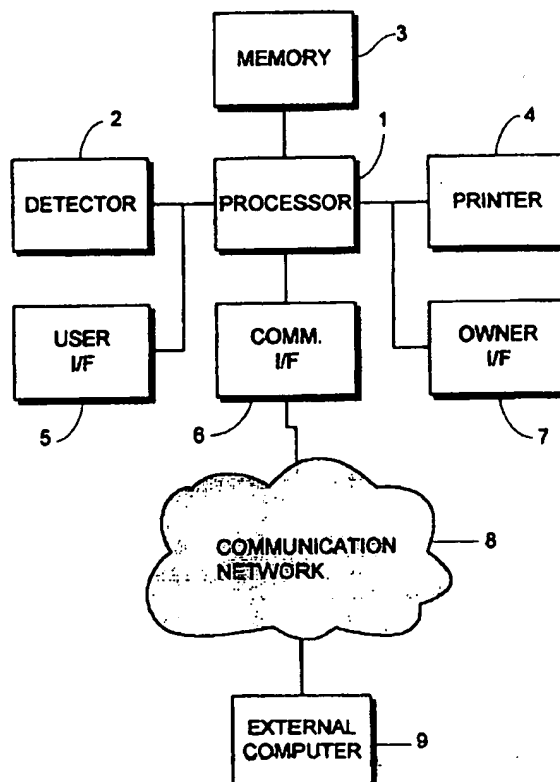 3
MEMORY
2
1
4
DETECTOR
PROCESSOR
PRINTER
USER
I/F
COMM.
I/F
OWNER
I/F
5
6
7
COMMUNICATION
NETWORK
8
EXTERNAL
COMPUTER
9